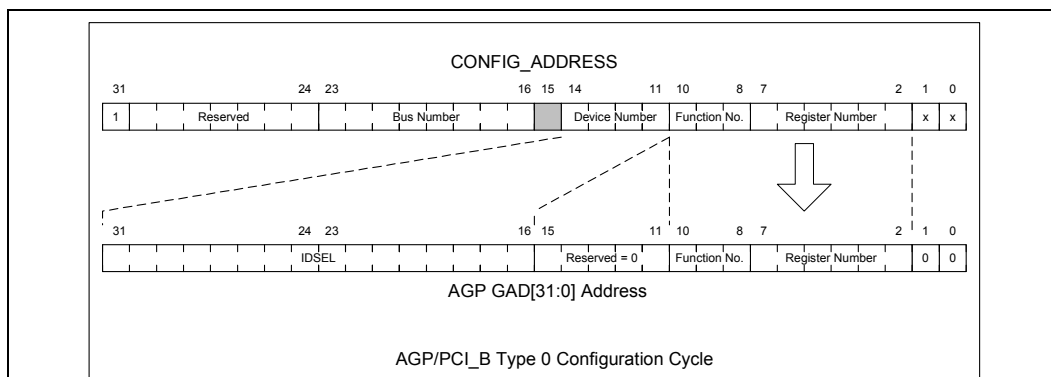 CONFIG_ADDRESS
31 24 23 16 15 14 11 10 8 7 2 1 0
1 Reserved Bus Number Device Number Function No. Register Number x x
31 24 23 16 15 11 10 8 7 2 1 0
IDSEL Reserved = 0 Function No. Register Number 0 0
AGP GAD[31:0] Address
AGP/PCI_B Type 0 Configuration Cycle